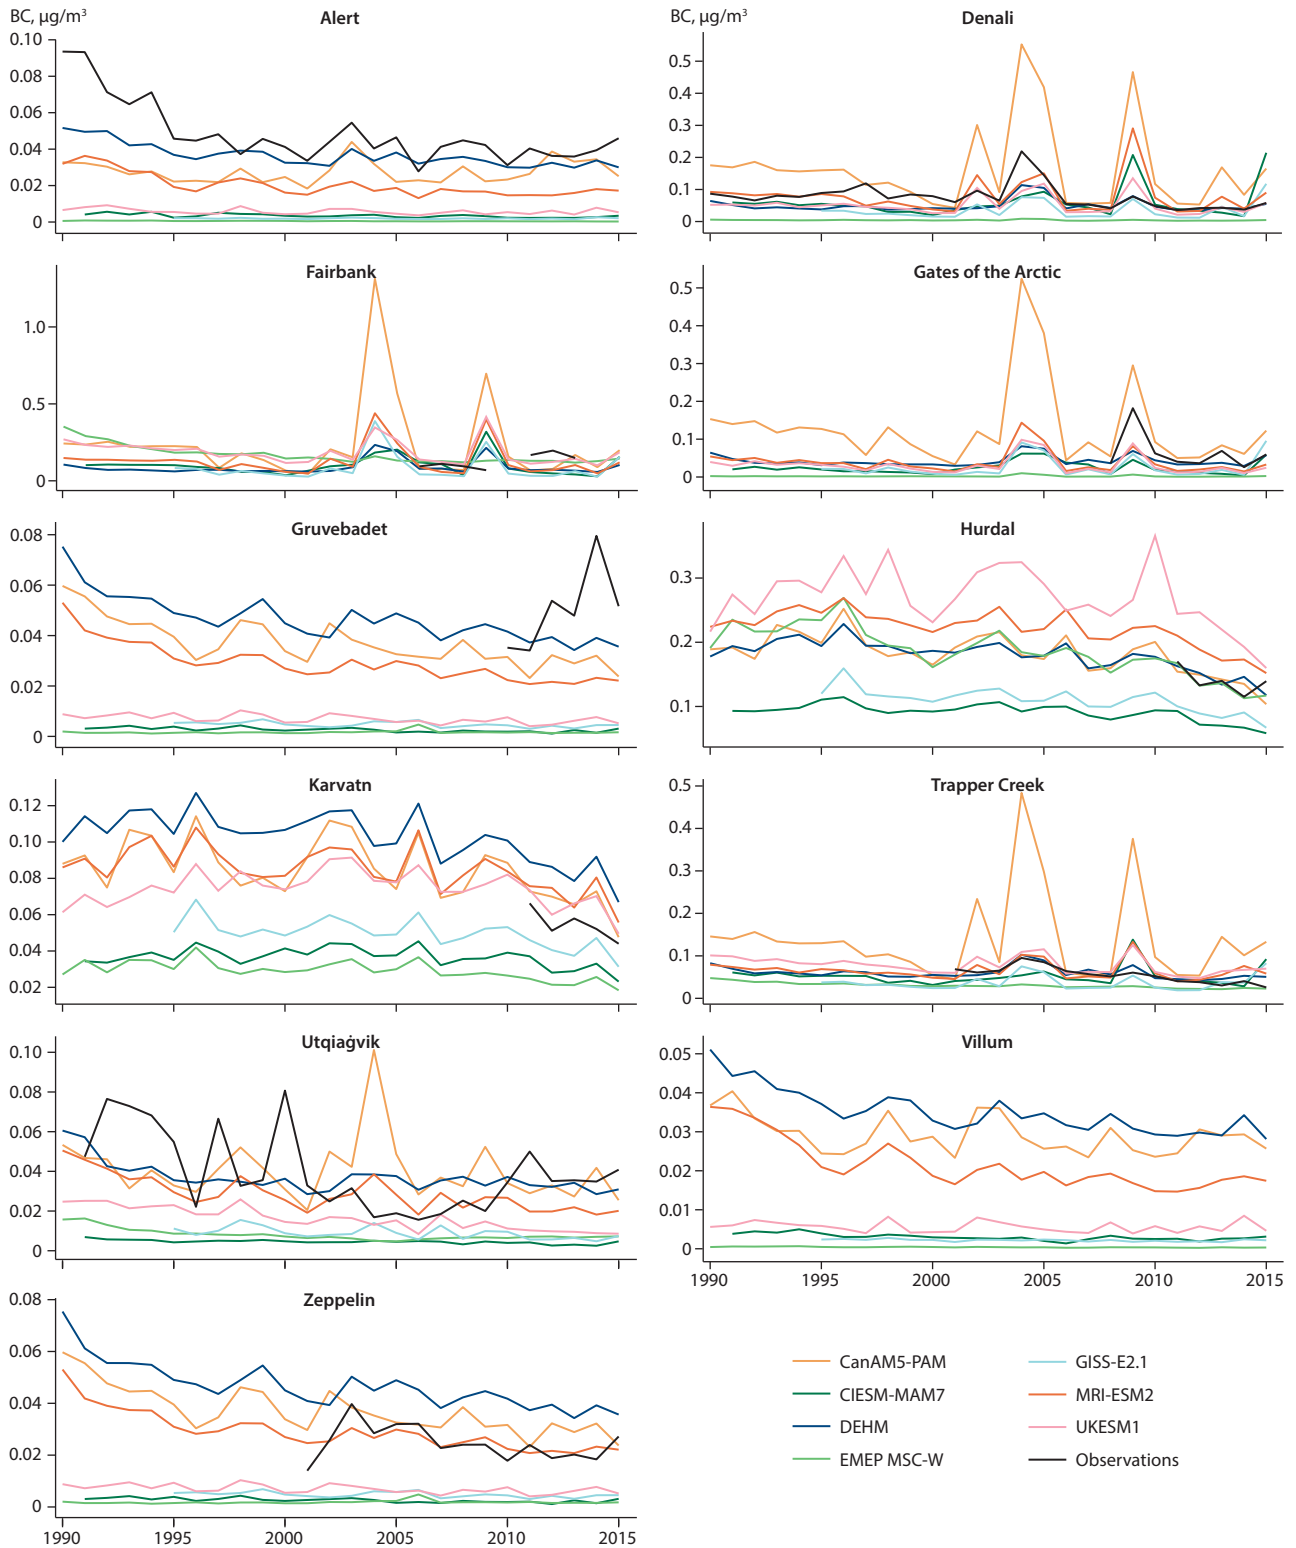 BC, µg/m³
Alert
0.10
0.08
0.06
0.04
0.02
0
BC, µg/m³
Denali
0.5
0.4
0.3
0.2
0.1
0
Fairbank
1.0
0.5
0
Gates of the Arctic
0.5
0.4
0.3
0.2
0.1
0
Gruvebadet
0.08
0.06
0.04
0.02
0
Hurdal
0.3
0.2
0.1
Karvatn
0.12
0.10
0.08
0.06
0.04
0.02
Trapper Creek
0.5
0.4
0.3
0.2
0.1
0
Utqiaġvik
0.10
0.08
0.06
0.04
0.02
0
Villum
0.05
0.04
0.03
0.02
0.01
0
1990 1995 2000 2005 2010 2015
Zeppelin
0.08
0.06
0.04
0.02
0
1990 1995 2000 2005 2010 2015
CanAM5-PAM
CIESM-MAM7
DEHM
EMEP MSC-W
GISS-E2.1
MRI-ESM2
UKESM1
Observations